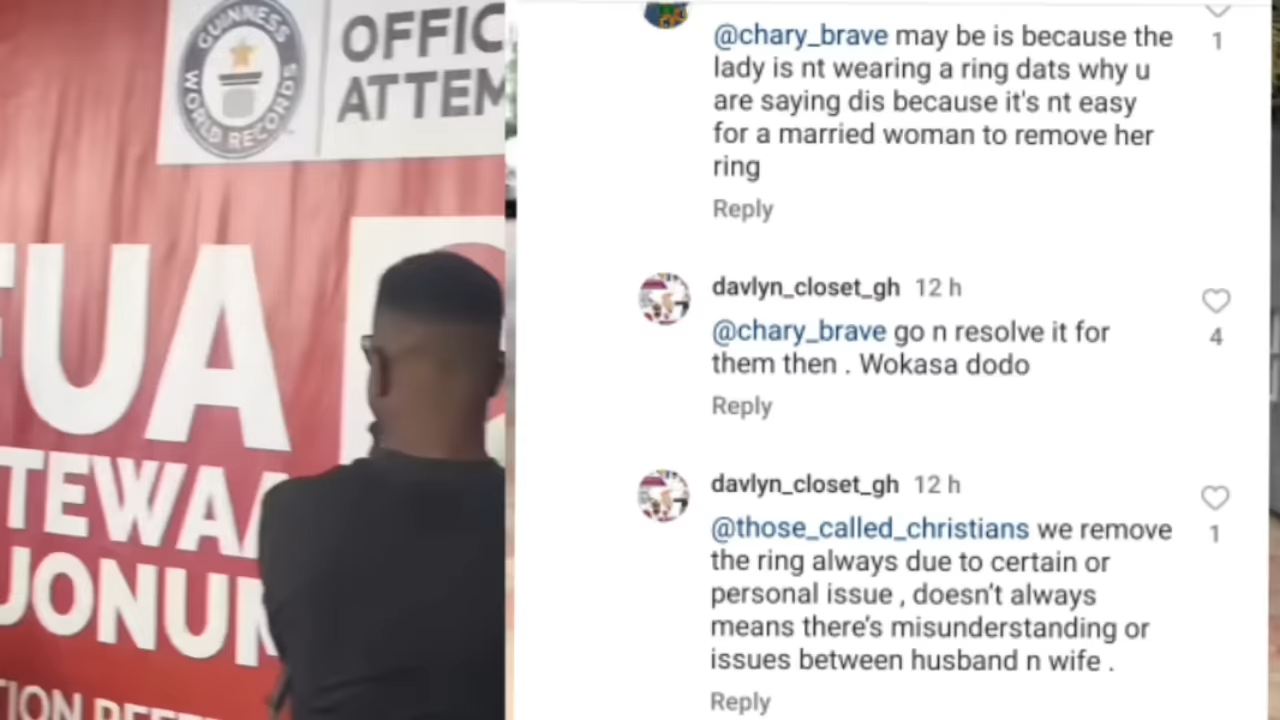 GUINNESS
WORLD RECORDS
OFFIC
ATTEM
FUA
TEWAA
JONUM
@chary_brave may be is because the
lady is nt wearing a ring dats why u
are saying dis because it's nt easy
for a married woman to remove her
ring
1
Reply
davlyn_closet_gh 12 h
@chary_brave go n resolve it for
them then . Wokasa dodo
4
Reply
davlyn_closet_gh 12 h
@those_called_christians we remove
the ring always due to certain or
personal issue , doesn't always
means there's misunderstanding or
issues between husband n wife .
1
Reply